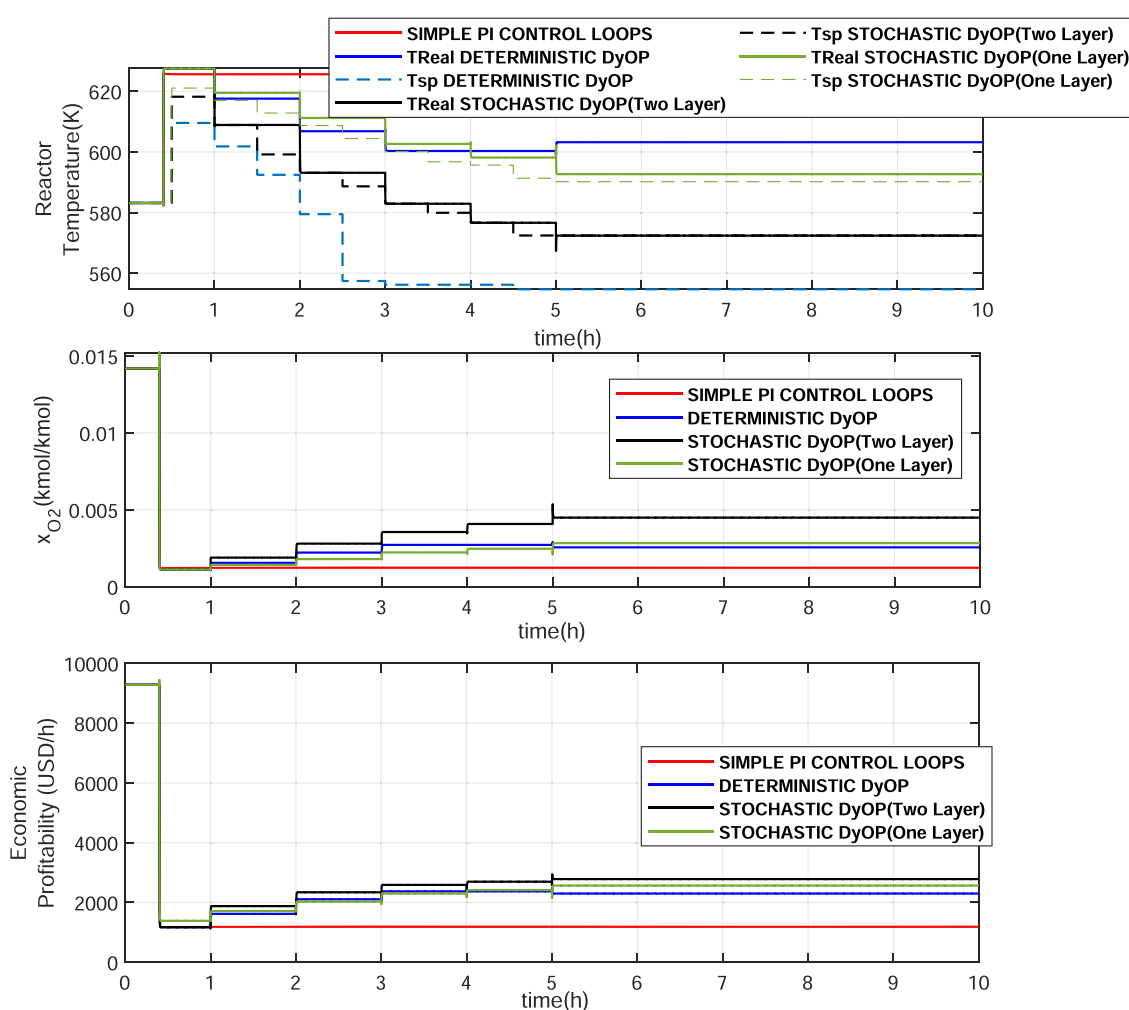 SIMPLE PI CONTROL LOOPS
TReal DETERMINISTIC DyOP
Tsp DETERMINISTIC DyOP
TReal STOCHASTIC DyOP(Two Layer)
Tsp STOCHASTIC DyOP(Two Layer)
TReal STOCHASTIC DyOP(One Layer)
Tsp STOCHASTIC DyOP(One Layer)
Reactor
Temperature(K)
620
600
580
560
0 1 2 3 4 5 6 7 8 9 10
time(h)
xO2(kmol/kmol)
0.015
0.01
0.005
0
SIMPLE PI CONTROL LOOPS
DETERMINISTIC DyOP
STOCHASTIC DyOP(Two Layer)
STOCHASTIC DyOP(One Layer)
0 1 2 3 4 5 6 7 8 9 10
time(h)
Economic
Profitability (USD/h)
10000
8000
6000
4000
2000
0
SIMPLE PI CONTROL LOOPS
DETERMINISTIC DyOP
STOCHASTIC DyOP(Two Layer)
STOCHASTIC DyOP(One Layer)
0 1 2 3 4 5 6 7 8 9 10
time(h)